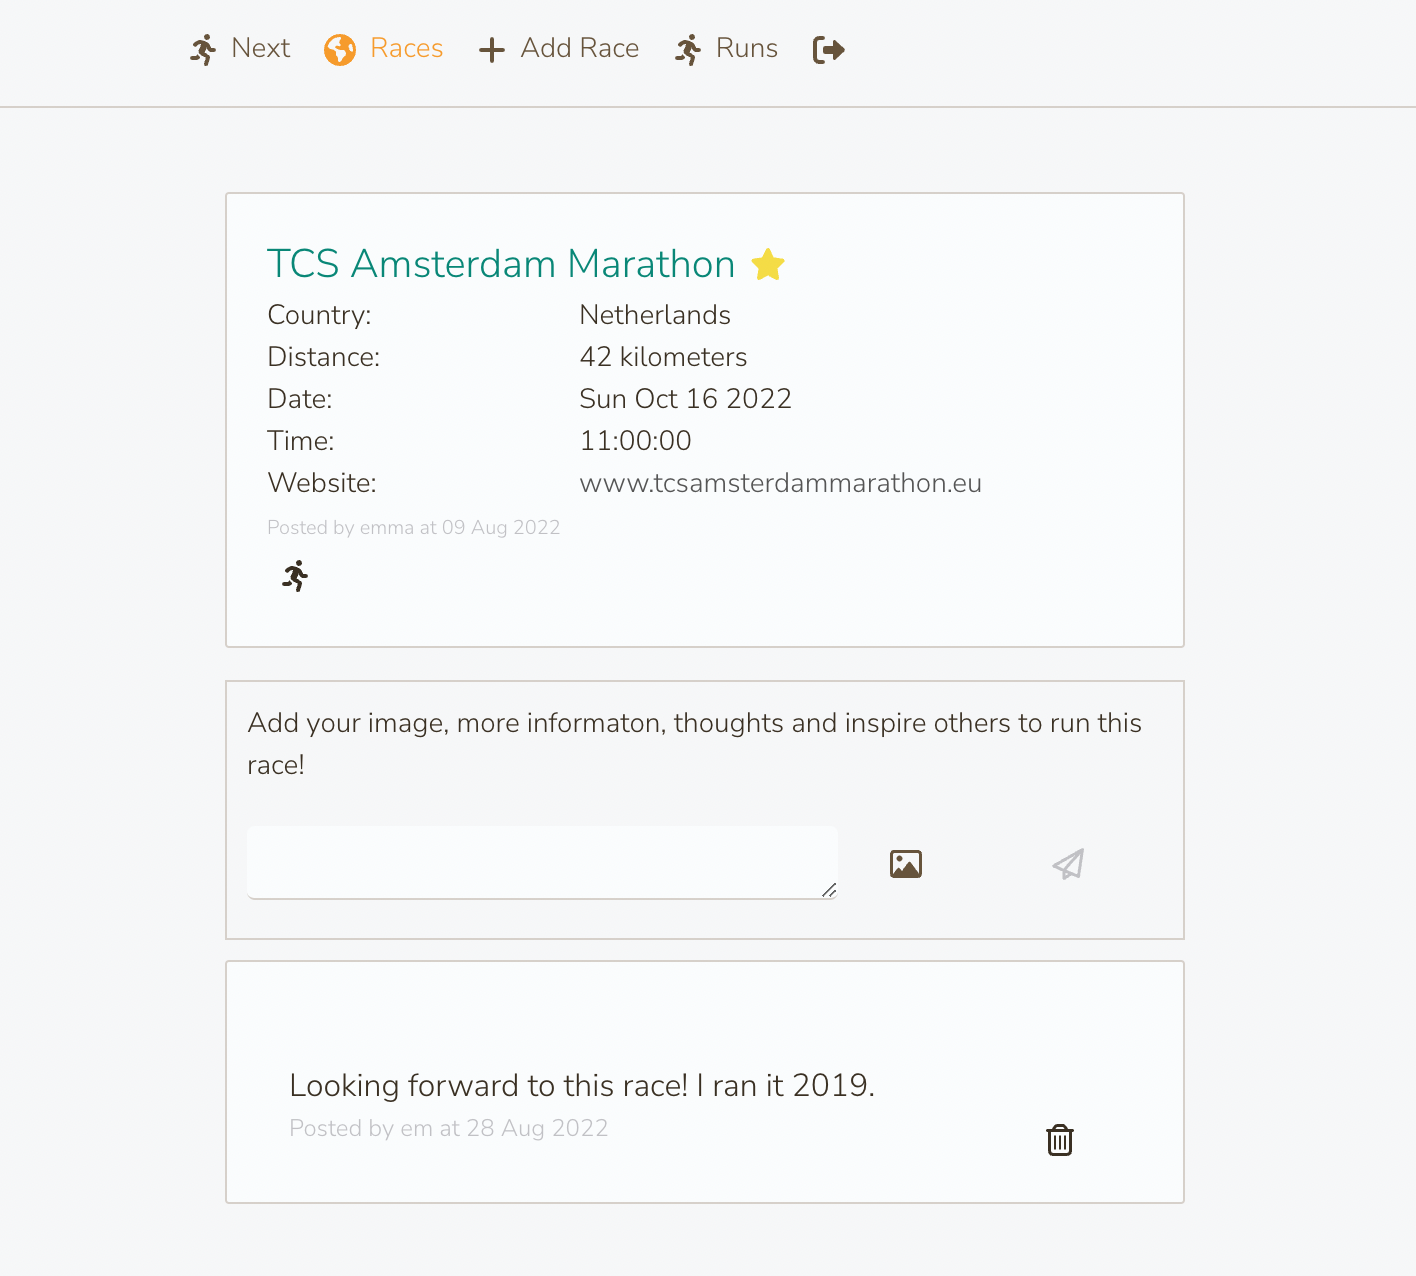 Next Races Add Race Runs
TCS Amsterdam Marathon
Country: Netherlands
Distance: 42 kilometers
Date: Sun Oct 16 2022
Time: 11:00:00
Website: www.tcsamsterdammarathon.eu
Posted by emma at 09 Aug 2022
Add your image, more informaton, thoughts and inspire others to run this
race!
Looking forward to this race! I ran it 2019.
Posted by em at 28 Aug 2022